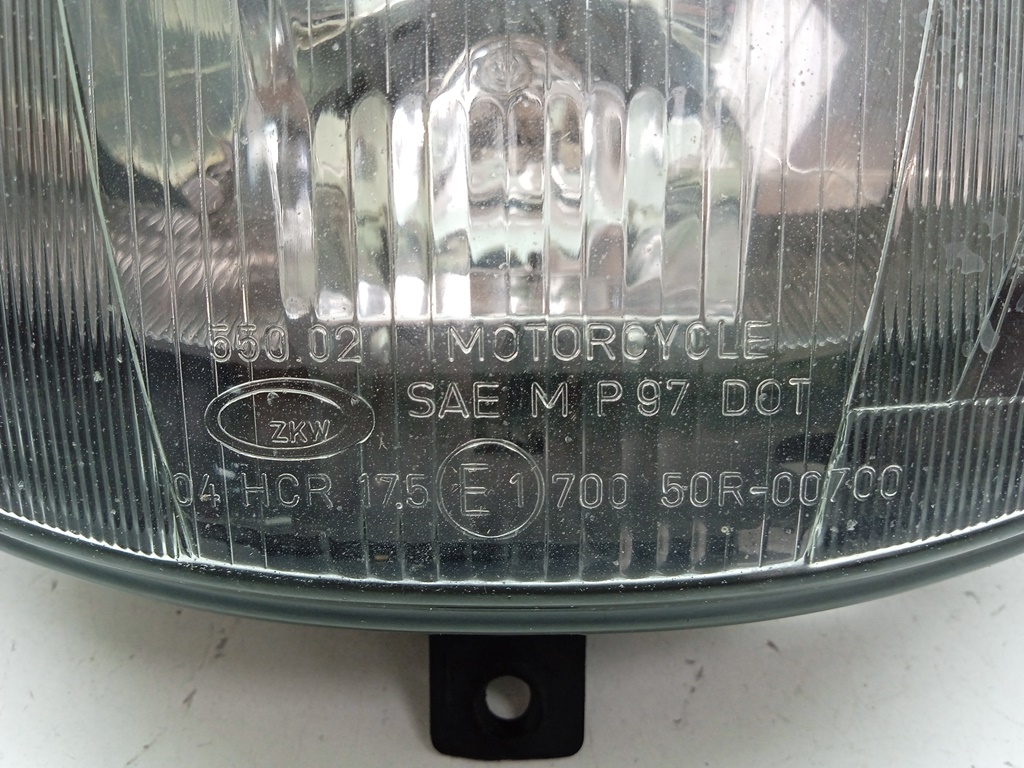 550.02 MOTORCYCLE
SAE M P 97 DOT
ZKW
04 HCR 17.5 E1 700 50R-00700